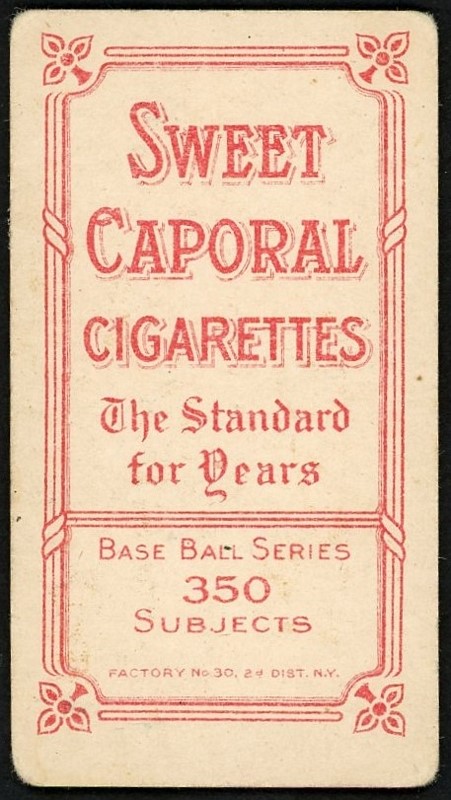 SWEET
CAPORAL
CIGARETTES
The Standard
for Years
BASE BALL SERIES
350
SUBJECTS
FACTORY No 30, 2d DIST. N.Y.